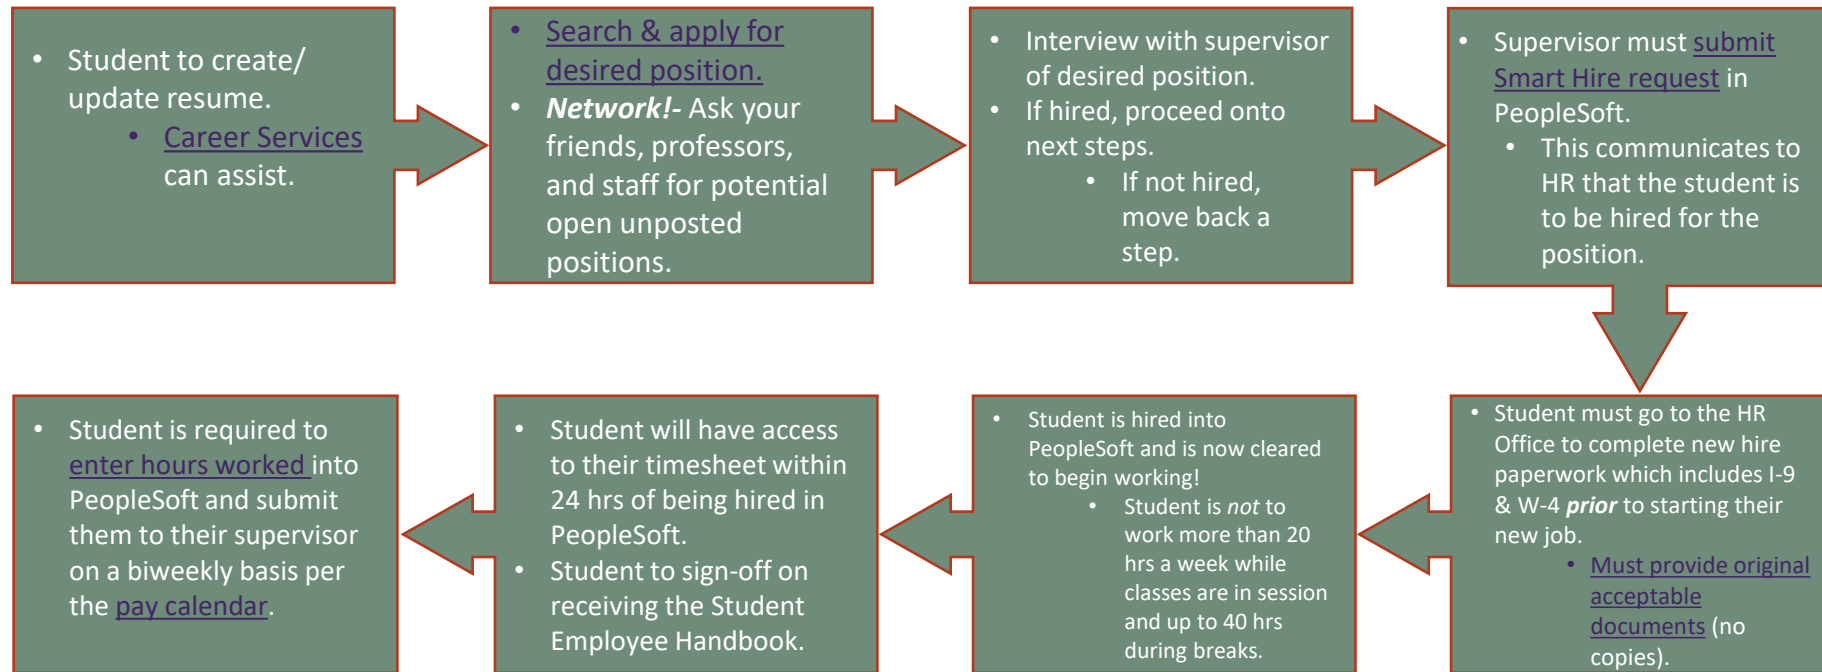 • Student to create/
update resume.
• Career Services
can assist.
• Search & apply for
desired position.
• Network!- Ask your
friends, professors,
and staff for potential
open unposted
positions.
• Interview with supervisor
of desired position.
• If hired, proceed onto
next steps.
• If not hired,
move back a
step.
• Supervisor must submit
Smart Hire request in
PeopleSoft.
• This communicates to
HR that the student is
to be hired for the
position.
• Student must go to the HR
Office to complete new hire
paperwork which includes I-9
& W-4 prior to starting their
new job.
• Must provide original
acceptable
documents (no
copies).
• Student is hired into
PeopleSoft and is now cleared
to begin working!
• Student is not to
work more than 20
hrs a week while
classes are in session
and up to 40 hrs
during breaks.
• Student will have access
to their timesheet within
24 hrs of being hired in
PeopleSoft.
• Student to sign-off on
receiving the Student
Employee Handbook.
• Student is required to
enter hours worked into
PeopleSoft and submit
them to their supervisor
on a biweekly basis per
the pay calendar.